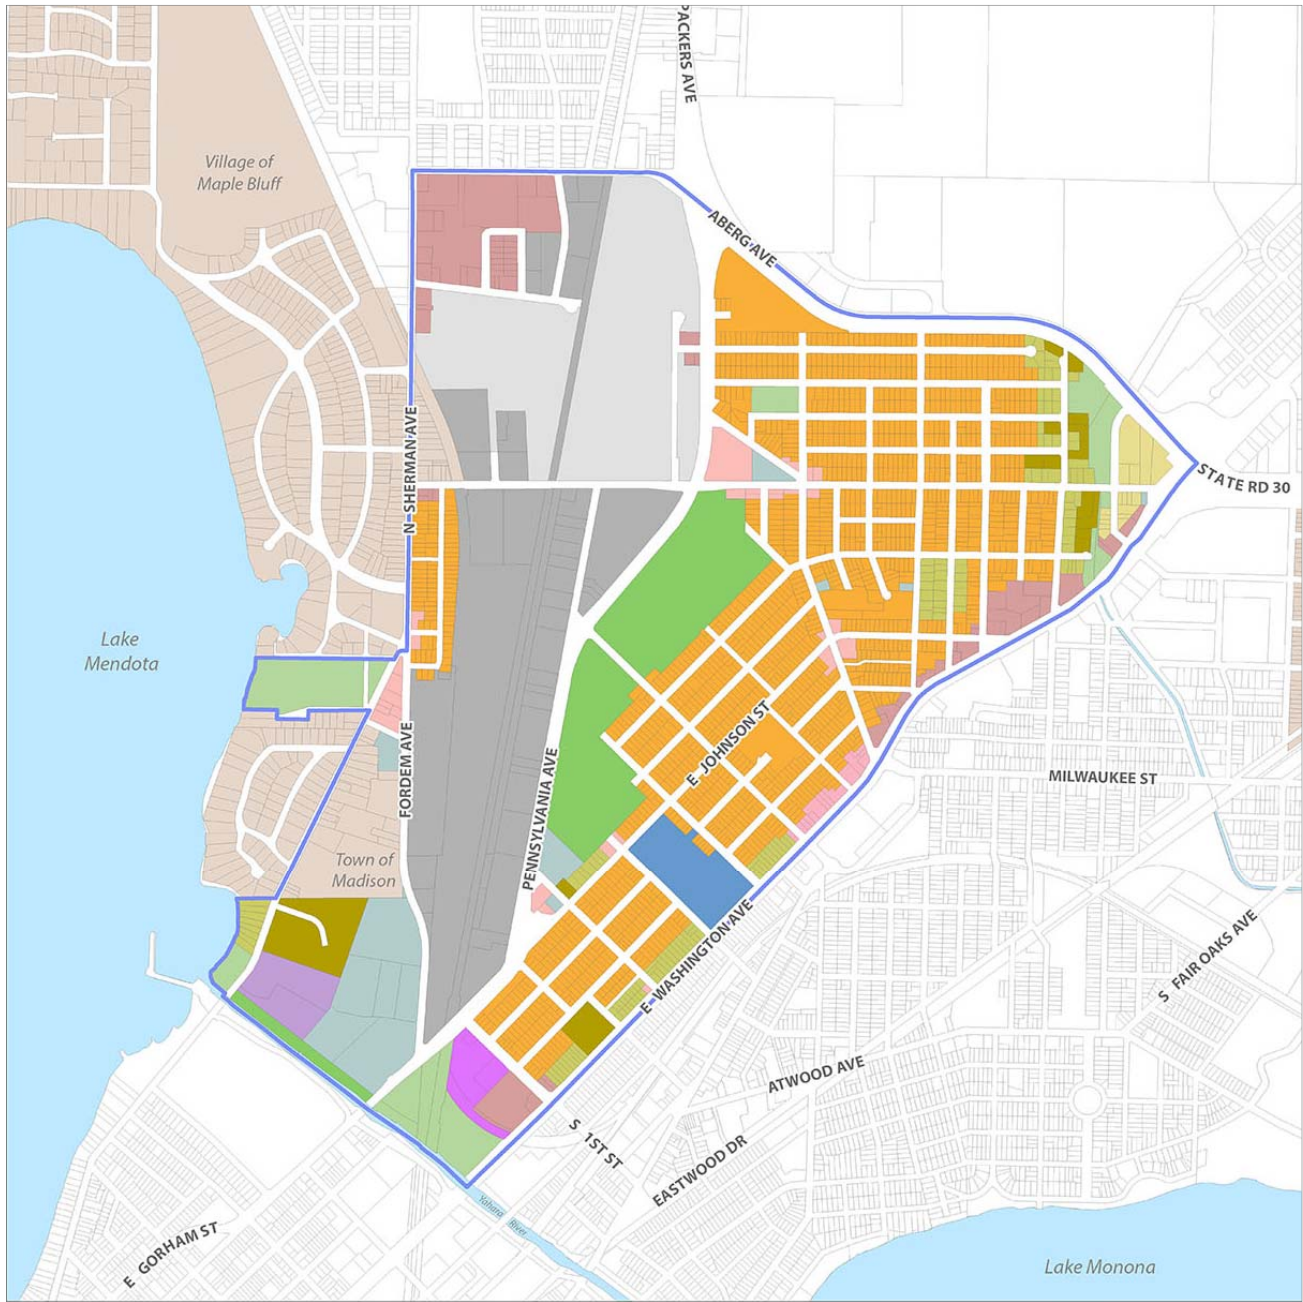 PACKERS AVE
Village of
Maple Bluff
ABERG AVE
N SHERMAN AVE
STATE RD 30
Lake
Mendota
E JOHNSON ST
FORDEM AVE
MILWAUKEE ST
PENNSYLVANIA AVE
Town of
Madison
E WASHINGTON AVE
S FAIR OAKS AVE
ATWOOD AVE
S 1ST ST
EASTWOOD DR
Yahara River
E GORHAM ST
Lake Monona